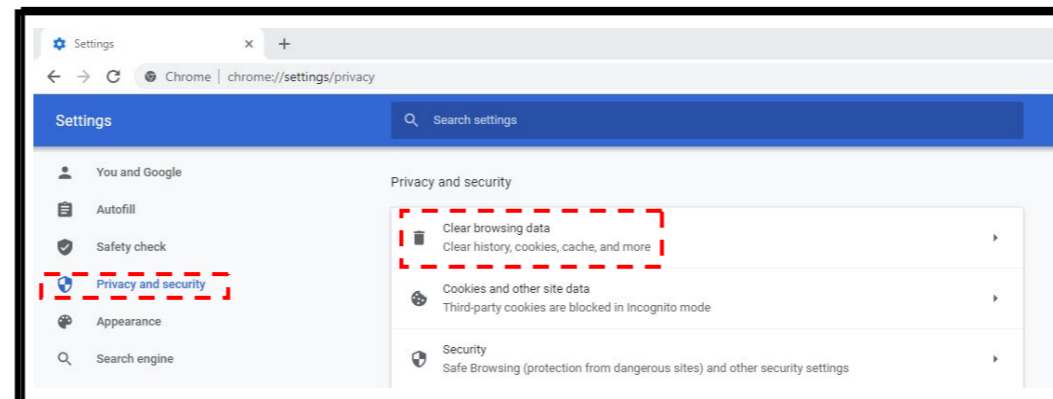 Settings
Chrome | chrome://settings/privacy
Settings
Search settings
You and Google
Autofill
Safety check
Privacy and security
Appearance
Search engine
Privacy and security
Clear browsing data
Clear history, cookies, cache, and more
Cookies and other site data
Third-party cookies are blocked in Incognito mode
Security
Safe Browsing (protection from dangerous sites) and other security settings